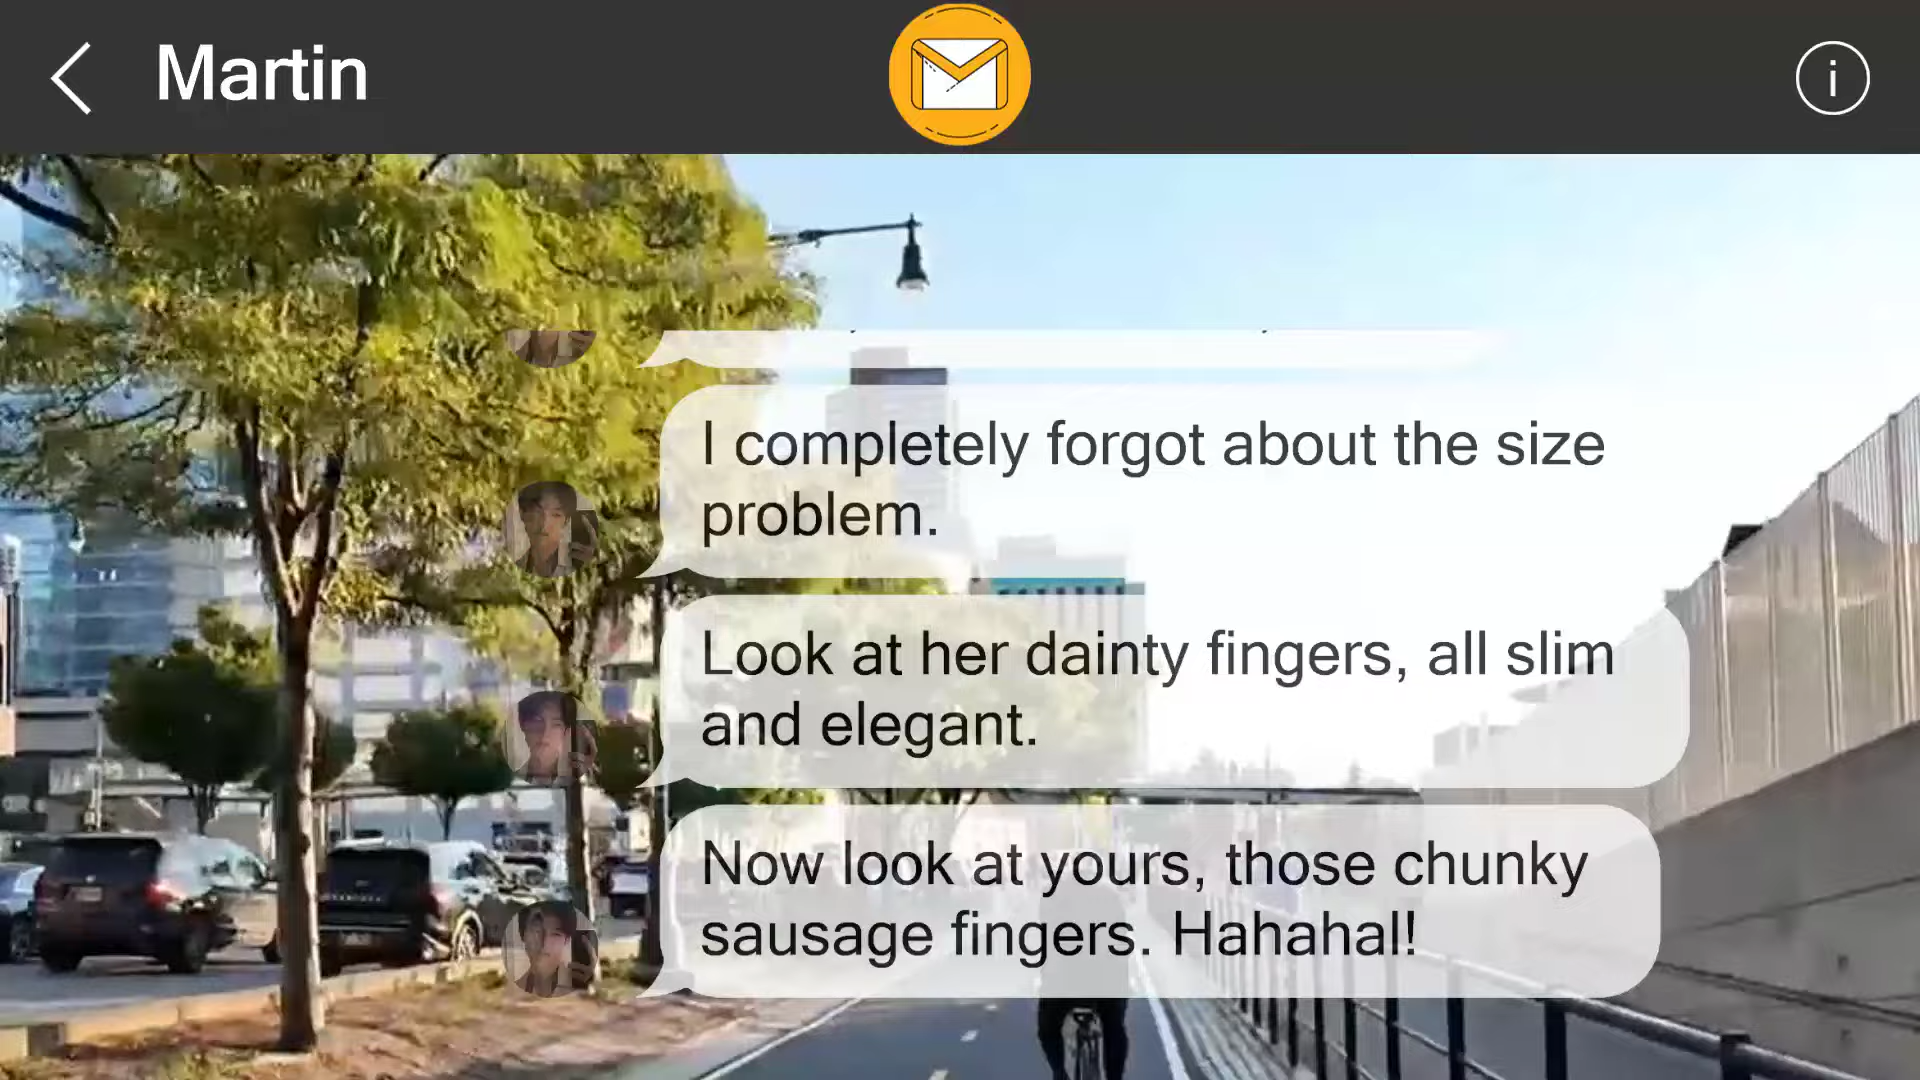 Martin
I completely forgot about the size
problem.
Look at her dainty fingers, all slim
and elegant.
Now look at yours, those chunky
sausage fingers. Hahahal!